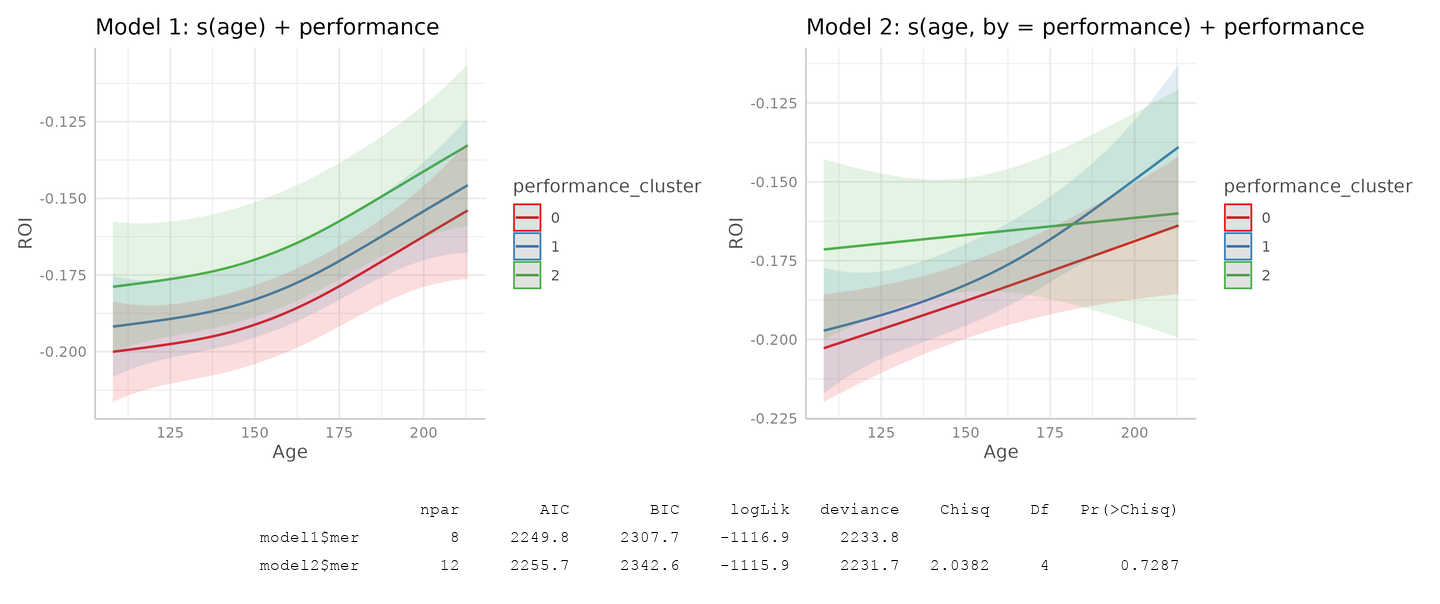 Model 1: s(age) + performance
-0.125
-0.150
-0.175
-0.200
ROI
125 150 175 200
Age
performance_cluster
0
1
2
Model 2: s(age, by = performance) + performance
-0.125
-0.150
-0.175
-0.200
-0.225
ROI
125 150 175 200
Age
performance_cluster
0
1
2
npar AIC BIC logLik deviance Chisq Df Pr(>Chisq)
model1$mer 8 2249.8 2307.7 -1116.9 2233.8
model2$mer 12 2255.7 2342.6 -1115.9 2231.7 2.0382 4 0.7287